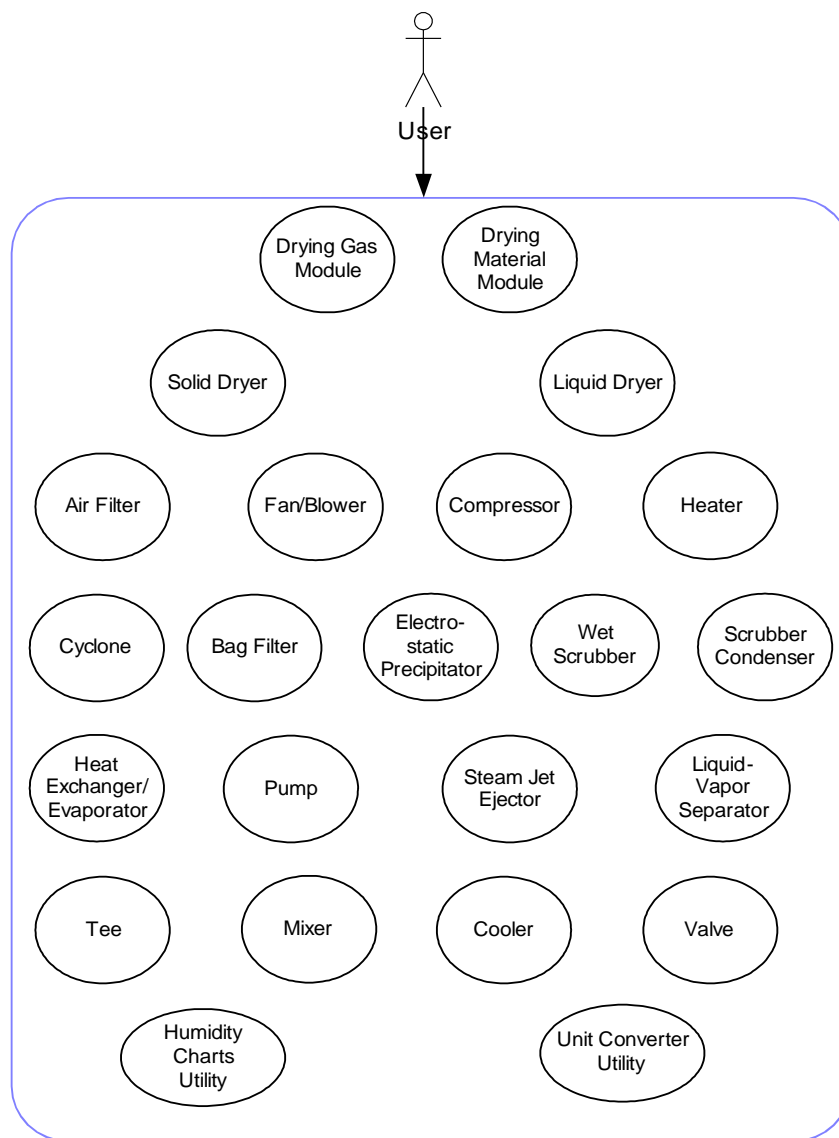 User
Drying Gas
Module
Drying
Material
Module
Solid Dryer
Liquid Dryer
Air Filter
Fan/Blower
Compressor
Heater
Cyclone
Bag Filter
Electro-
static
Precipitator
Wet
Scrubber
Scrubber
Condenser
Heat
Exchanger/
Evaporator
Pump
Steam Jet
Ejector
Liquid-
Vapor
Separator
Tee
Mixer
Cooler
Valve
Humidity
Charts
Utility
Unit Converter
Utility